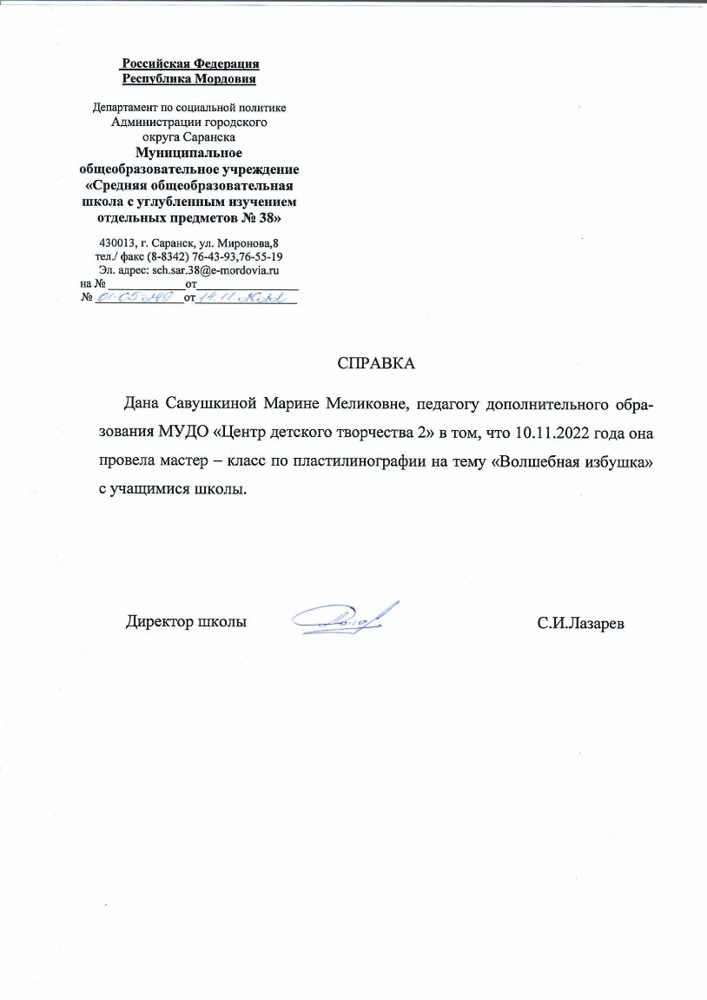 Российская Федерация
Республика Мордовия
Департамент по социальной политике
Администрации городского
округа Саранска
Муниципальное
общеобразовательное учреждение
«Средняя общеобразовательная
школа с углубленным изучением
отдельных предметов № 38»
430013, г. Саранск, ул. Миронова,8
тел./ факс (8-8342) 76-43-93,76-55-19
Эл. адрес: sch.sar.38@e-mordovia.ru
на № ______________от__________________
№ 01-05-249 от 14.11.2022
СПРАВКА
Дана Савушкиной Марине Меликовне, педагогу дополнительного обра-
зования МУДО «Центр детского творчества 2» в том, что 10.11.2022 года она
провела мастер – класс по пластилинографии на тему «Волшебная избушка»
с учащимися школы.
Директор школы С.И.Лазарев